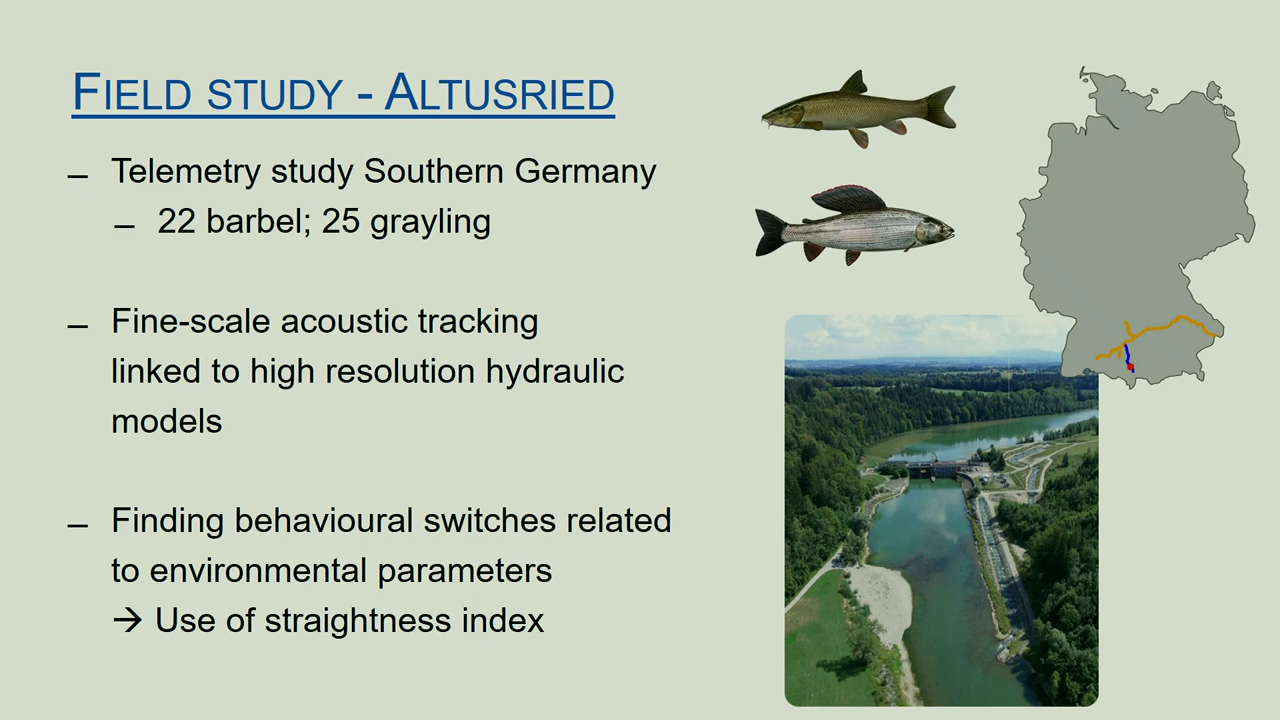 FIELD STUDY - ALTUSRIED
– Telemetry study Southern Germany
– 22 barbel; 25 grayling
– Fine-scale acoustic tracking
linked to high resolution hydraulic
models
– Finding behavioural switches related
to environmental parameters
→ Use of straightness index